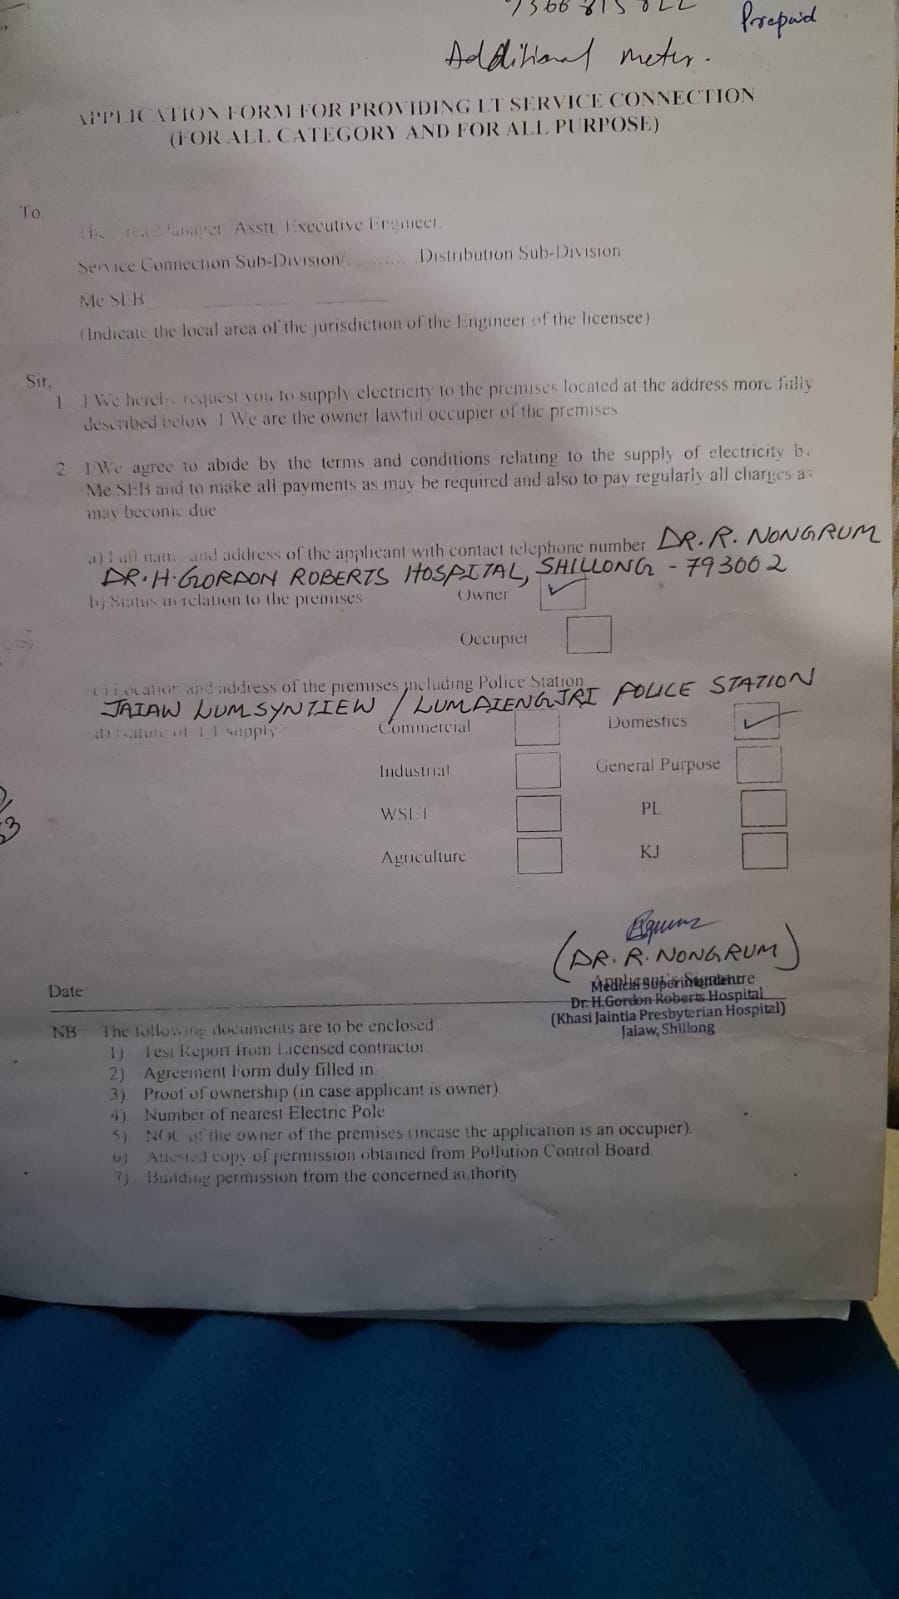 Prepaid
Additional meter.
APPLICATION FORM FOR PROVIDING LT SERVICE CONNECTION
(FOR ALL CATEGORY AND FOR ALL PURPOSE)
To,
The Area Manager Asstt. Executive Engineer,
Service Connection Sub-Division/, .......... Distribution Sub-Division
Me SEB
(Indicate the local area of the jurisdiction of the Engineer of the licensee)
Sir,
1 I We hereby request you to supply electricity to the premises located at the address more fully
described below I We are the owner/lawful occupier of the premises
2 I/We agree to abide by the terms and conditions relating to the supply of electricity b.
Me SEB and to make all payments as may be required and also to pay regularly all charges as
may become due
a) Full name and address of the applicant with contact telephone number DR. R. NONGRUM
DR. H. GORDON ROBERTS HOSPITAL, SHILLONG - 793002
b) Status in relation to the premises Owner
Occupier
c) Location and address of the premises including Police Station
JAIAW LUMSYNTIEW / LUMDIENGJRI POLICE STATION
d) Nature of LT supply Commercial Domestics
Industrial General Purpose
WSLT PL
Agriculture KJ
(DR. R. NONGRUM)
Applicant's Signature
Medical Superintendent
Dr. H.Gordon Roberts Hospital
(Khasi Jaintia Presbyterian Hospital)
Jaiaw, Shillong
Date:
NB The following documents are to be enclosed
1) Test Report from Licensed contractor.
2) Agreement Form duly filled in
3) Proof of ownership (in case applicant is owner).
4). Number of nearest Electric Pole
5) NOC of the owner of the premises (incase the application is an occupier).
6) Attested copy of permission obtained from Pollution Control Board
7) Building permission from the concerned authority